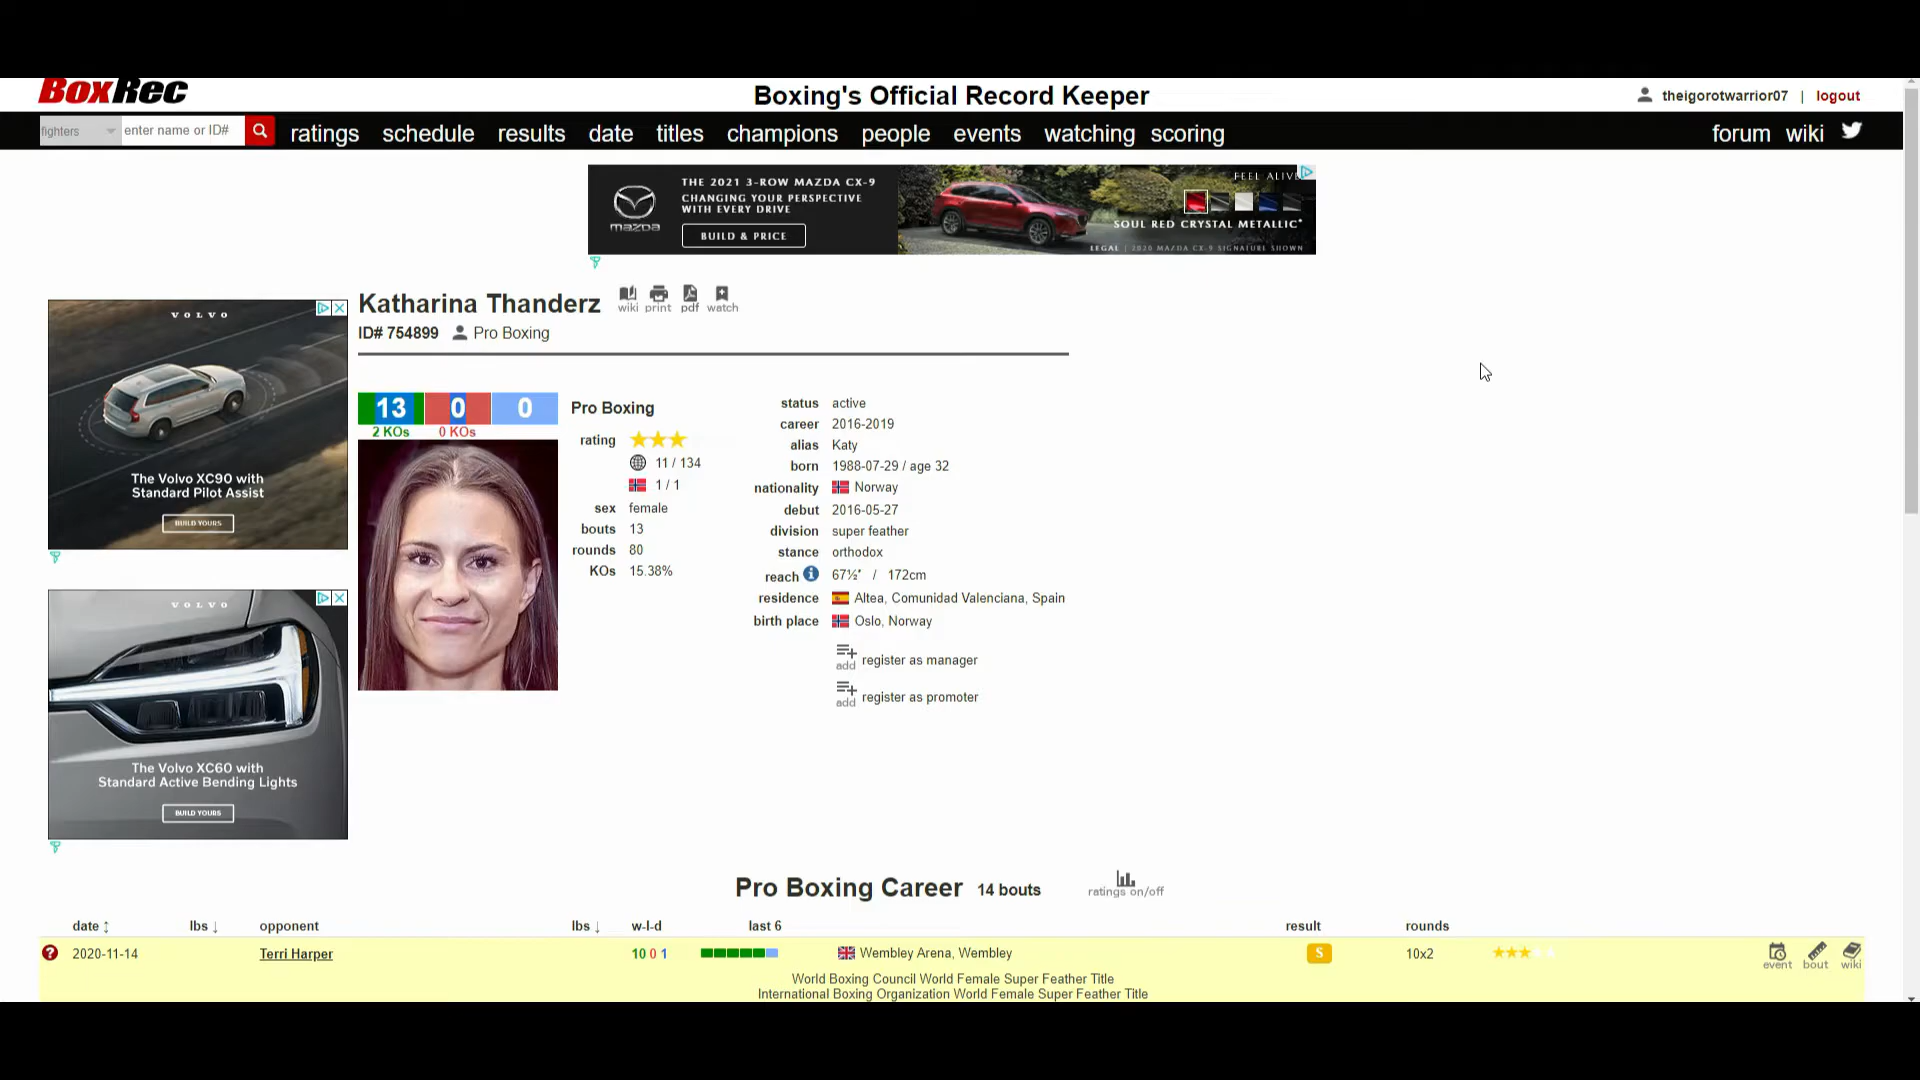 BoxRec
Boxing's Official Record Keeper
theigorotwarrior07 | logout
fighters enter name or ID# ratings schedule results date titles champions people events watching scoring forum wiki
THE 2021 3-ROW MAZDA CX-9
CHANGING YOUR PERSPECTIVE
WITH EVERY DRIVE
BUILD & PRICE
mazda
FEEL ALIVE
SOUL RED CRYSTAL METALLIC*
LEGAL | 2020 MAZDA CX-9 SIGNATURE SHOWN
VOLVO
The Volvo XC90 with
Standard Pilot Assist
BUILD YOURS
VOLVO
The Volvo XC60 with
Standard Active Bending Lights
BUILD YOURS
Katharina Thanderz wiki print pdf watch
ID# 754899 Pro Boxing
13 0 0
2 KOs 0 KOs
Pro Boxing
rating
11 / 134
1 / 1
sex female
bouts 13
rounds 80
KOs 15.38%
status active
career 2016-2019
alias Katy
born 1988-07-29 / age 32
nationality Norway
debut 2016-05-27
division super feather
stance orthodox
reach 67½″ / 172cm
residence Altea, Comunidad Valenciana, Spain
birth place Oslo, Norway
add register as manager
add register as promoter
Pro Boxing Career 14 bouts ratings on/off
date lbs opponent lbs w-l-d last 6 result rounds
? 2020-11-14 Terri Harper 10 0 1 Wembley Arena, Wembley S 10x2 event bout wiki
World Boxing Council World Female Super Feather Title
International Boxing Organization World Female Super Feather Title